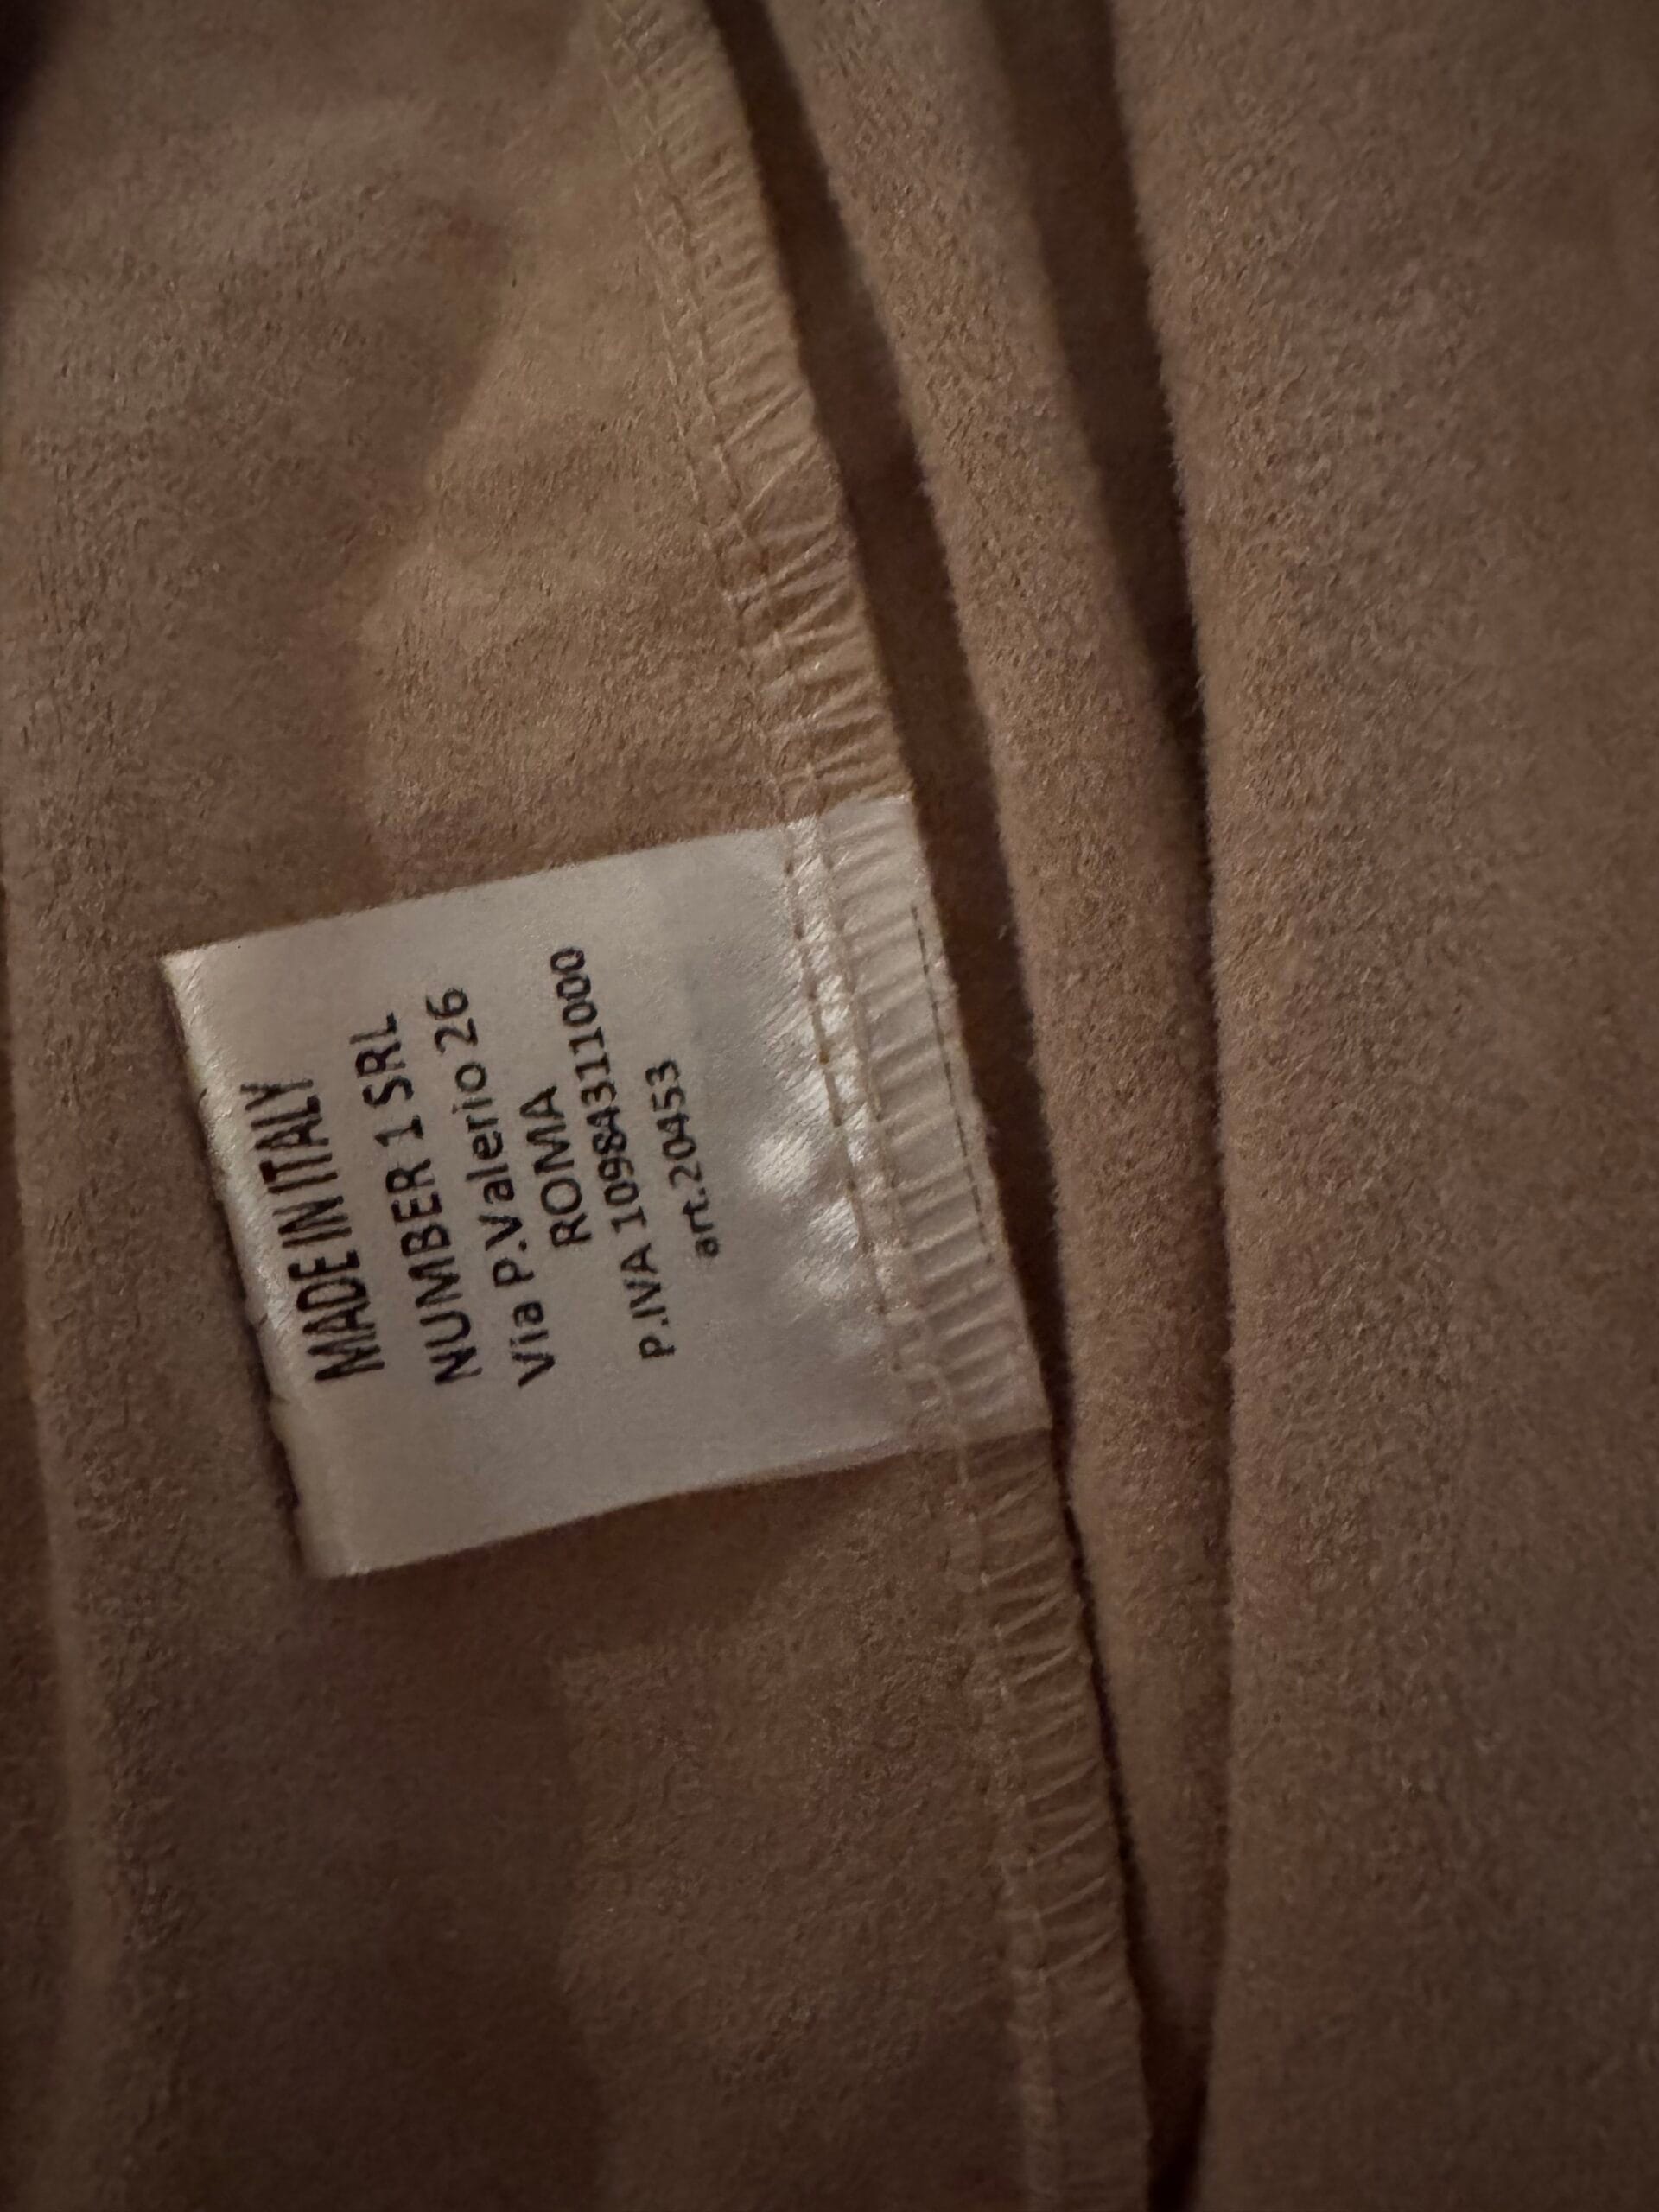 MADE IN ITALY
NUMBER 1 SRL
Via P.Valerio 26
ROMA
P.IVA 10984311000
art.20453